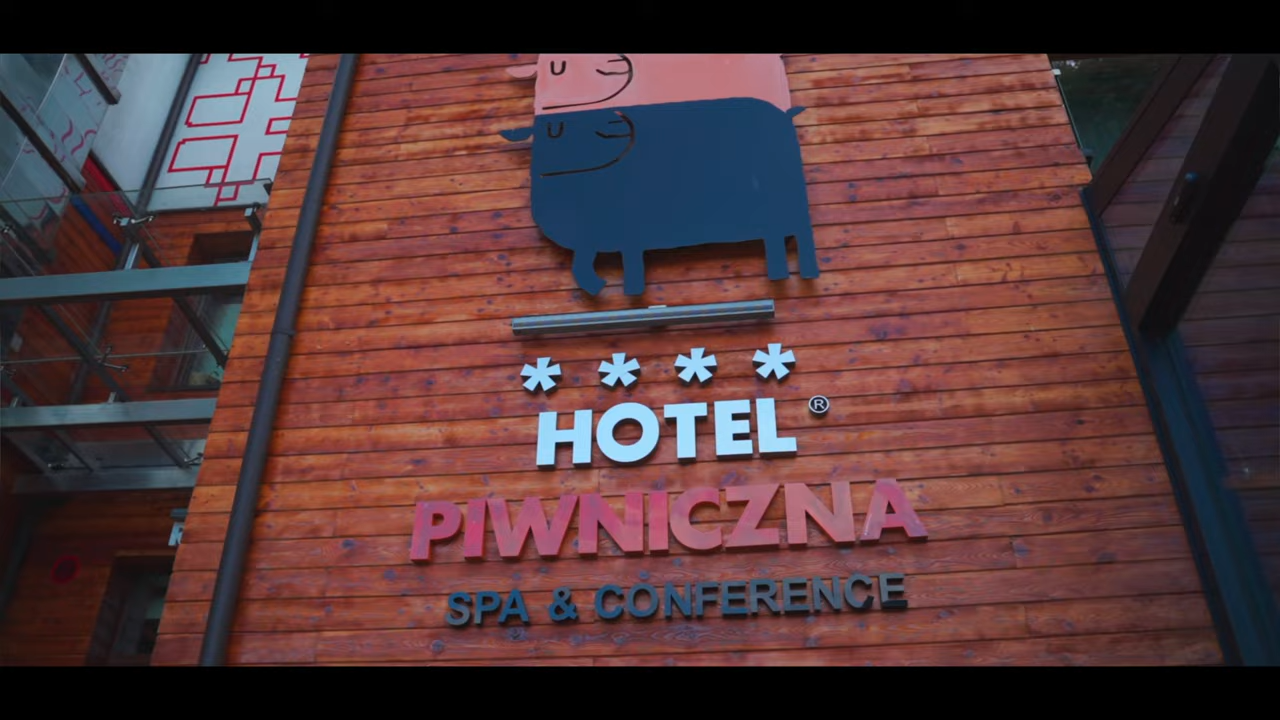 * * * *
HOTEL ®
PIWNICZNA
SPA & CONFERENCE